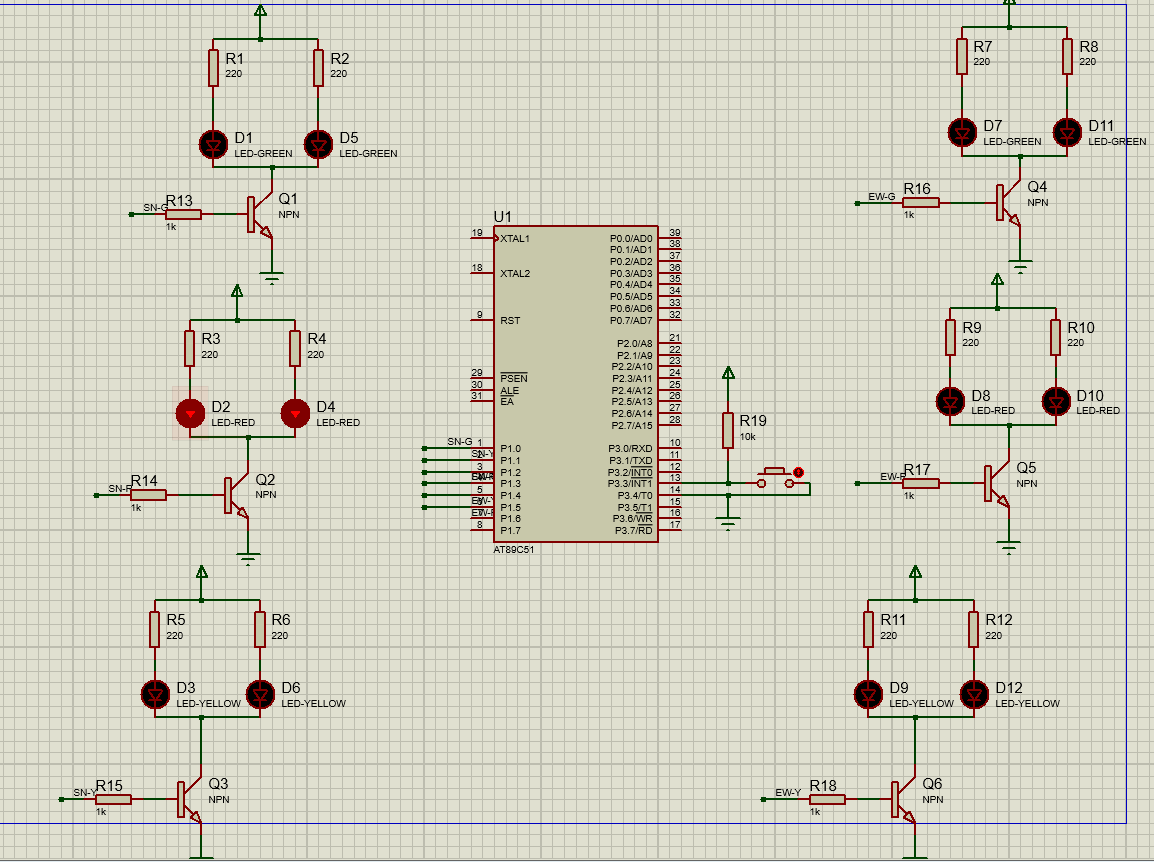 R1
220
R2
220
D1
LED-GREEN
D5
LED-GREEN
SN-G
R13
1k
Q1
NPN
R7
220
R8
220
D7
LED-GREEN
D11
LED-GREEN
EW-G
R16
1k
Q4
NPN
R3
220
R4
220
D2
LED-RED
D4
LED-RED
R14
1k
Q2
NPN
U1
19 XTAL1
18 XTAL2
9 RST
29 PSEN
30 ALE
31 EA
SN-G 1 P1.0
P1.1
3 P1.2
P1.3
5 P1.4
P1.5
P1.6
8 P1.7
P0.0/AD0 39
P0.1/AD1 38
P0.2/AD2 37
P0.3/AD3 36
P0.4/AD4 35
P0.5/AD5 34
P0.6/AD6 33
P0.7/AD7 32
P2.0/A8 21
P2.1/A9 22
P2.2/A10 23
P2.3/A11 24
P2.4/A12 25
P2.5/A13 26
P2.6/A14 27
P2.7/A15 28
P3.0/RXD 10
P3.1/TXD 11
P3.2/INT0 12
P3.3/INT1 13
P3.4/T0 14
P3.5/T1 15
P3.6/WR 16
P3.7/RD 17
AT89C51
R19
10k
R9
220
R10
220
D8
LED-RED
D10
LED-RED
R17
1k
Q5
NPN
R5
220
R6
220
D3
LED-YELLOW
D6
LED-YELLOW
SN-Y
R15
1k
Q3
NPN
R11
220
R12
220
D9
LED-YELLOW
D12
LED-YELLOW
EW-Y
R18
1k
Q6
NPN